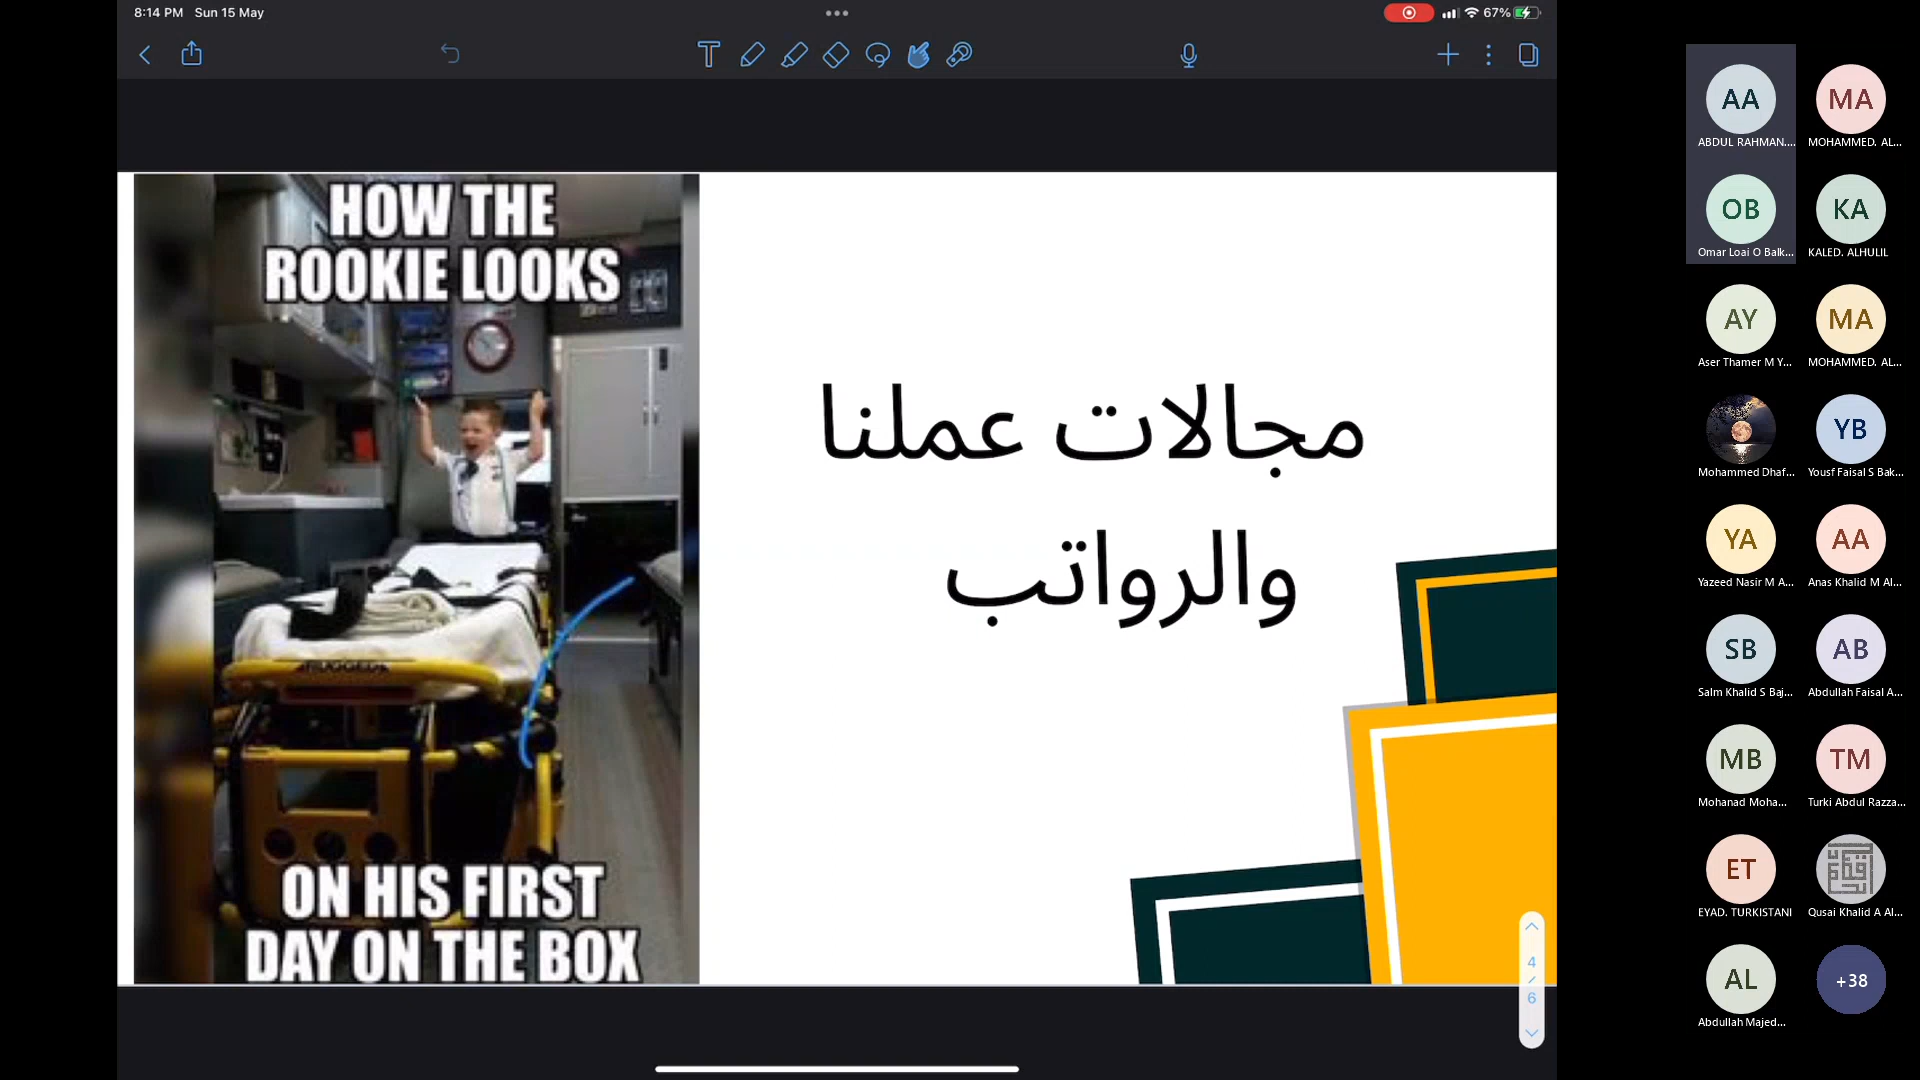 8:14 PM Sun 15 May
67%
HOW THE
ROOKIE LOOKS
ON HIS FIRST
DAY ON THE BOX
مجالات عملنا
والرواتب
4
/
6
AA
ABDUL RAHMAN....
MA
MOHAMMED. AL...
OB
Omar Loai O Balk...
KA
KALED. ALHULIL
AY
Aser Thamer M Y...
MA
MOHAMMED. AL...
Mohammed Dhaf...
YB
Yousf Faisal S Bak...
YA
Yazeed Nasir M A...
AA
Anas Khalid M Al...
SB
Salm Khalid S Baj...
AB
Abdullah Faisal A...
MB
Mohanad Moha...
TM
Turki Abdul Razza...
ET
EYAD. TURKISTANI
Qusai Khalid A Al...
AL
Abdullah Majed...
+38